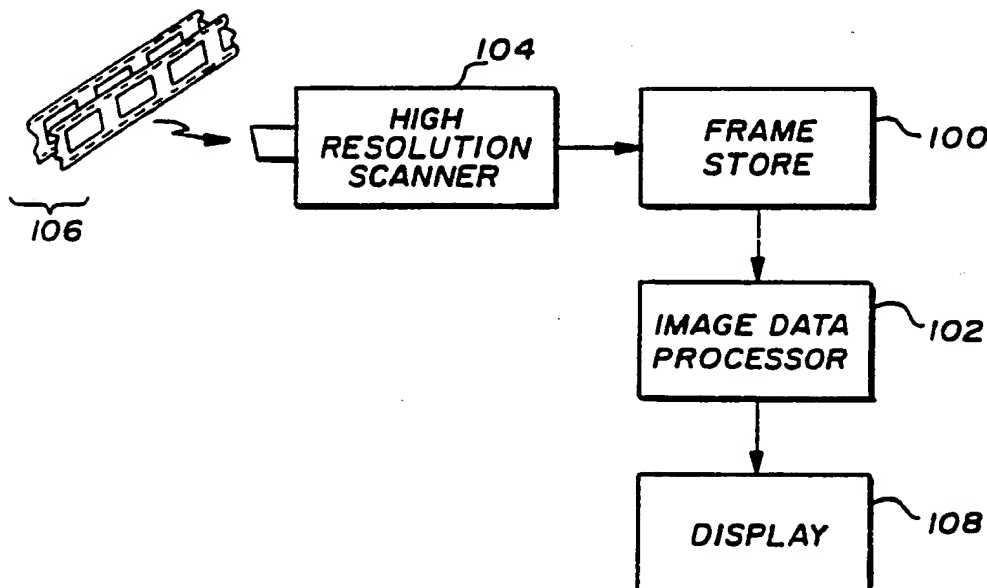 104
HIGH
RESOLUTION
SCANNER
FRAME
STORE
100
106
IMAGE DATA
PROCESSOR
102
DISPLAY
108